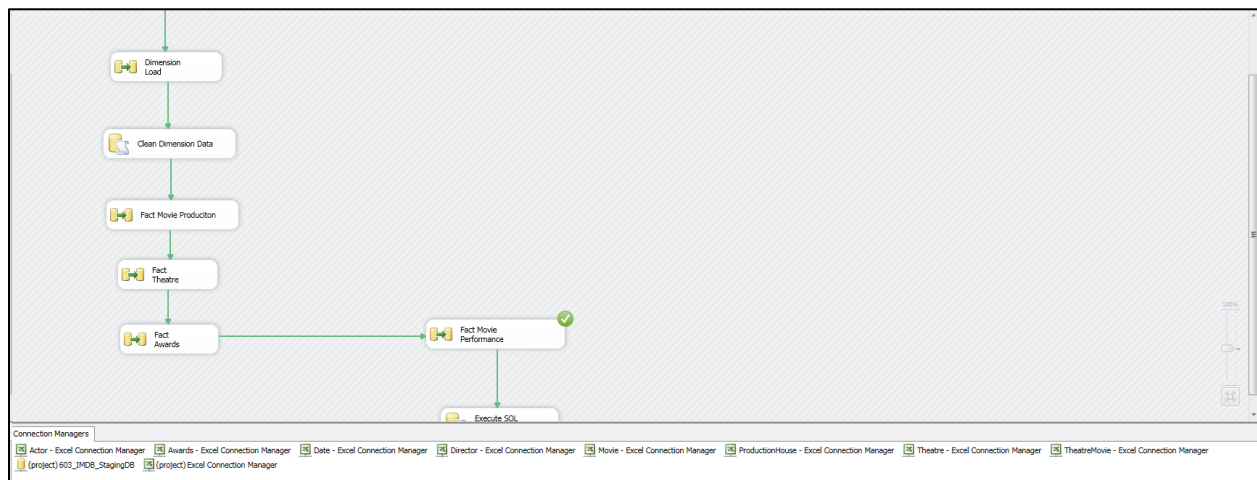 Dimension
Load
Clean Dimension Data
Fact Movie Produciton
Fact
Theatre
Fact
Awards
Fact Movie
Performance
Execute SQL
100%
Connection Managers
Actor - Excel Connection Manager Awards - Excel Connection Manager Date - Excel Connection Manager Director - Excel Connection Manager Movie - Excel Connection Manager ProductionHouse - Excel Connection Manager Theatre - Excel Connection Manager TheatreMovie - Excel Connection Manager
(project) 603_IMDB_StagingDB (project) Excel Connection Manager